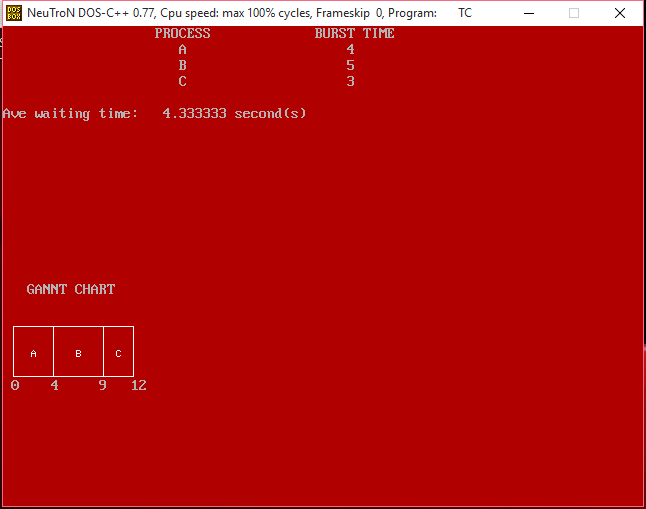 DOS BOX
NeuTroN DOS-C++ 0.77, Cpu speed: max 100% cycles, Frameskip 0, Program: TC
PROCESS BURST TIME
A 4
B 5
C 3
Ave waiting time: 4.333333 second(s)
GANNT CHART
A B C
0 4 9 12